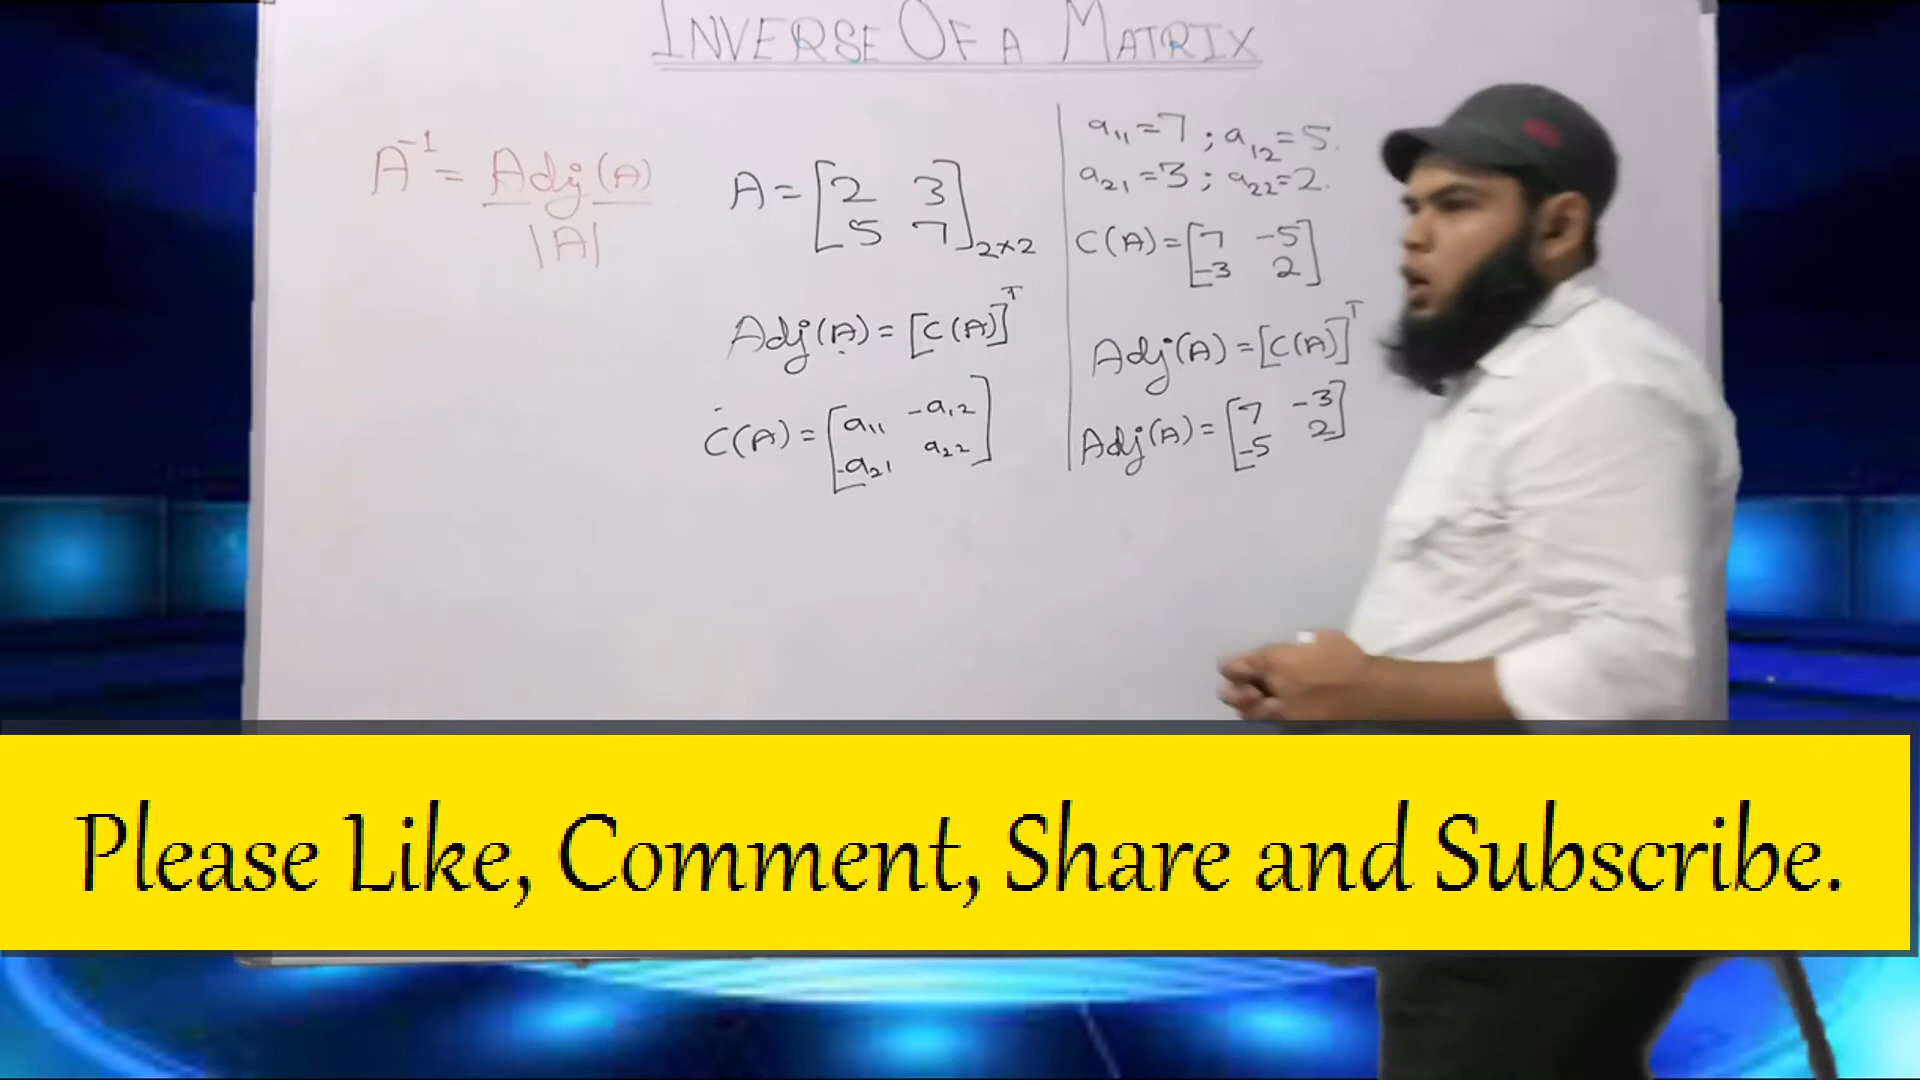 INVERSE OF A MATRIX
A⁻¹ = Adj(A)
|A|
A = [2 3
5 7]₂ₓ₂
Adj(A) = [C(A)]ᵀ
C(A) = [a₁₁ -a₁₂
-a₂₁ a₂₂]
a₁₁ = 7 ; a₁₂ = 5.
a₂₁ = 3 ; a₂₂ = 2.
C(A) = [7 -5
-3 2]
Adj(A) = [C(A)]ᵀ
Adj(A) = [7 -3
-5 2]
Please Like, Comment, Share and Subscribe.